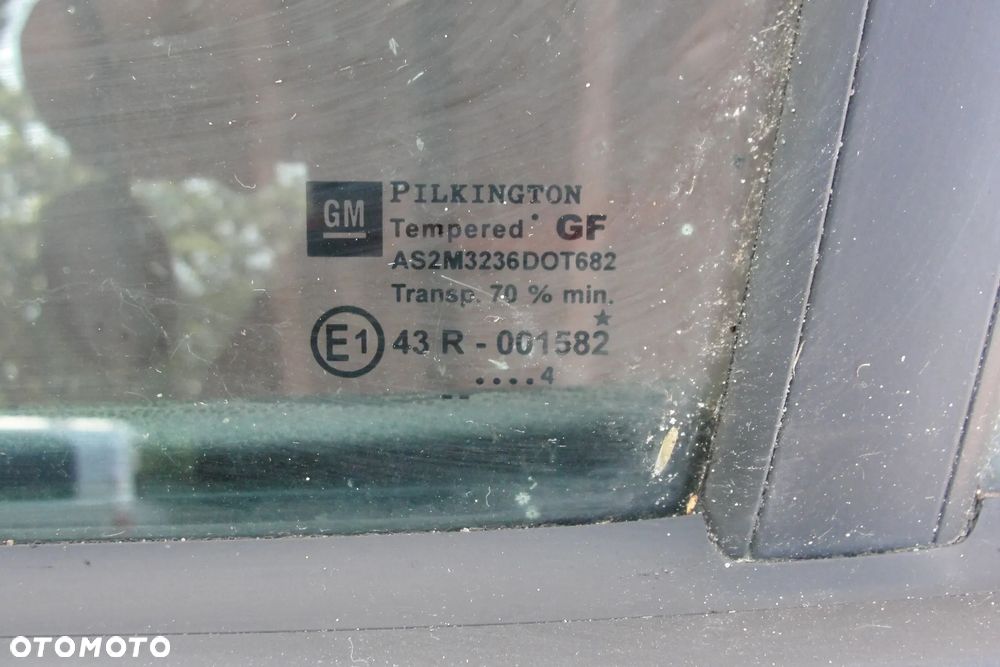 GM
PILKINGTON
Tempered GF
AS2M3236DOT682
Transp. 70 % min.
E1 43 R - 001582
....4
OTOMOTO